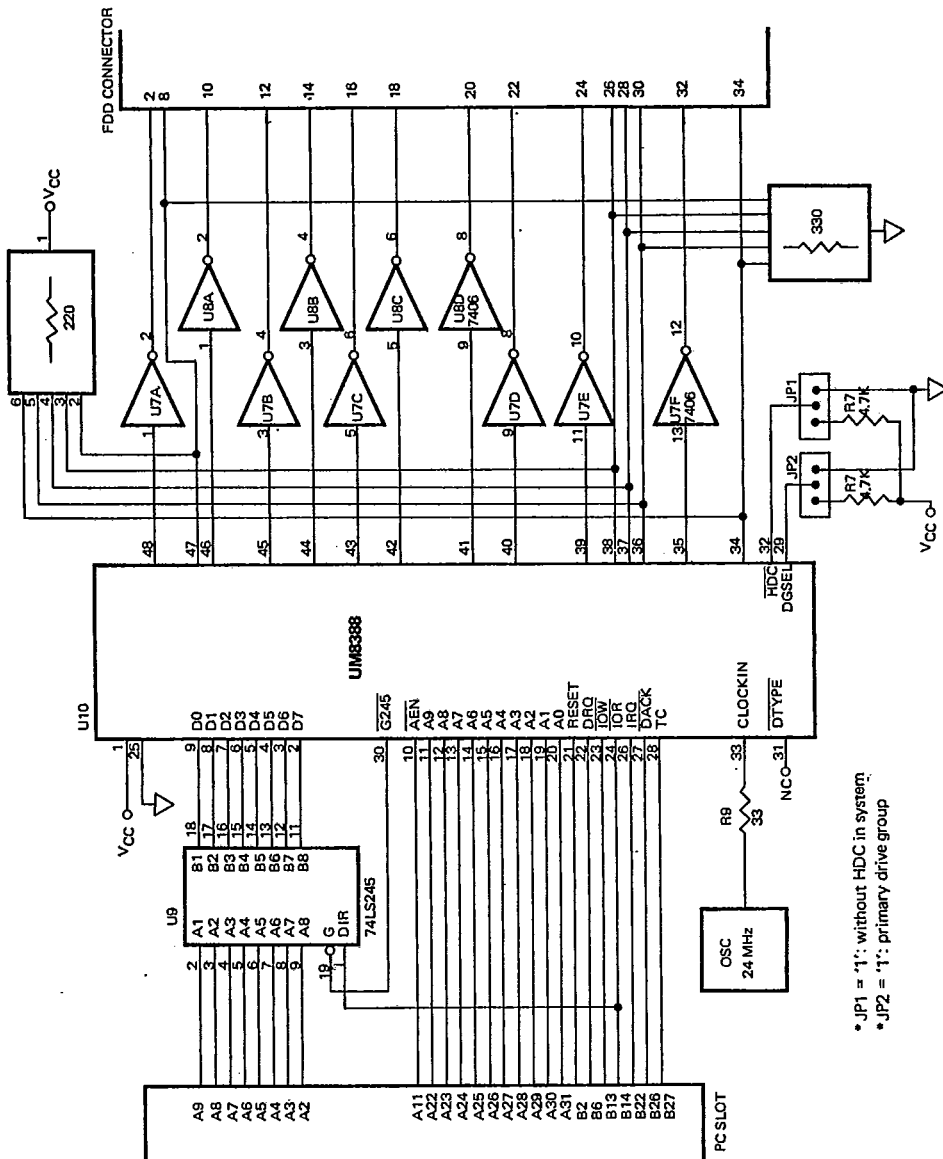 FDD CONNECTOR
2
8
10
12
14
16
18
20
22
24
26
28
30
32
34
VCC
1
220
6
5
4
3
2
330
U7A
1
2
U8A
1
2
U7B
3
4
U8B
3
4
U7C
5
6
U8C
5
6
U8D
7406
9
8
U7D
9
8
U7E
11
10
U7F
7406
13
12
JP1
R7
4.7K
JP2
R7
4.7K
VCC
48
47
46
45
44
43
42
41
40
39
38
37
36
35
34
32
29
HDC
DGSEL
UM8388
U10
VCC
1
25
9 D0
8 D1
7 D2
6 D3
5 D4
4 D5
3 D6
2 D7
30 G245
10 AEN
11 A9
12 A8
13 A7
14 A6
15 A5
16 A4
17 A3
18 A2
19 A1
20 A0
21 RESET
22 DRQ
23 IOW
24 IOR
26 IRQ
27 DACK
28 TC
33 CLOCKIN
31 DTYPE
NC
R9
33
OSC
24 MHz
U9
74LS245
2 A1 B1 18
3 A2 B2 17
4 A3 B3 16
5 A4 B4 15
6 A5 B5 14
7 A6 B6 13
8 A7 B7 12
9 A8 B8 11
19 G
1 DIR
A9
A8
A7
A6
A5
A4
A3
A2
A11
A22
A23
A24
A25
A26
A27
A28
A29
A30
A31
B2
B6
B13
B14
B22
B26
B27
PC SLOT
* JP1 = "1": without HDC in system
* JP2 = "1": primary drive group